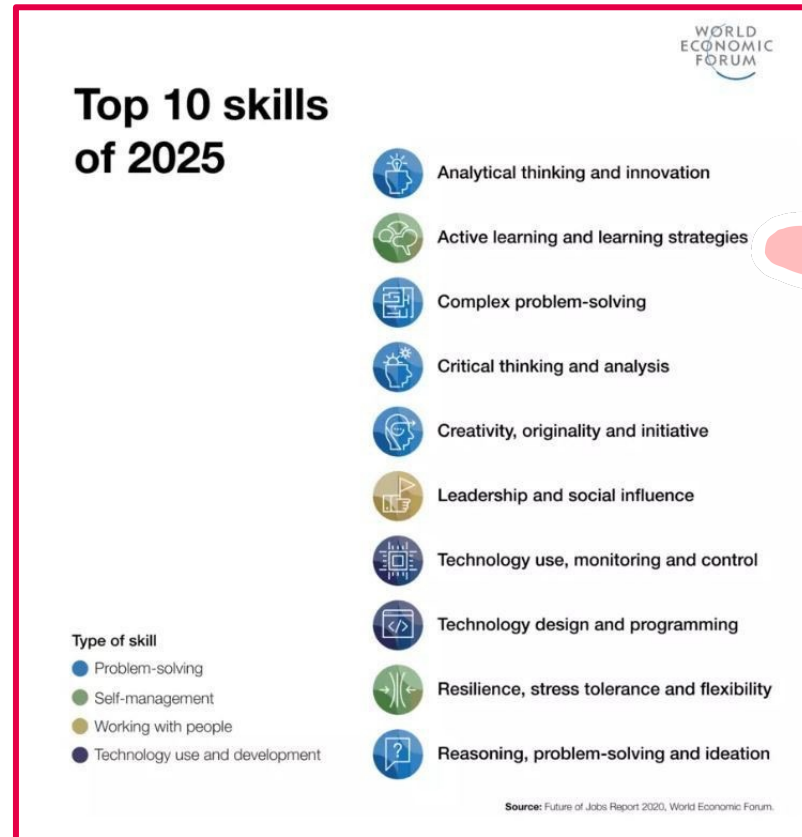 WORLD
ECONOMIC
FORUM
Top 10 skills
of 2025
Analytical thinking and innovation
Active learning and learning strategies
Complex problem-solving
Critical thinking and analysis
Creativity, originality and initiative
Leadership and social influence
Technology use, monitoring and control
Technology design and programming
Resilience, stress tolerance and flexibility
Reasoning, problem-solving and ideation
Type of skill
Problem-solving
Self-management
Working with people
Technology use and development
Source: Future of Jobs Report 2020, World Economic Forum.